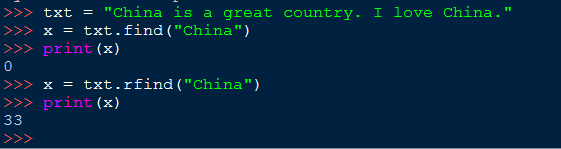 >>> txt = "China is a great country. I love China."
>>> x = txt.find("China")
>>> print(x)
0
>>> x = txt.rfind("China")
>>> print(x)
33
>>>